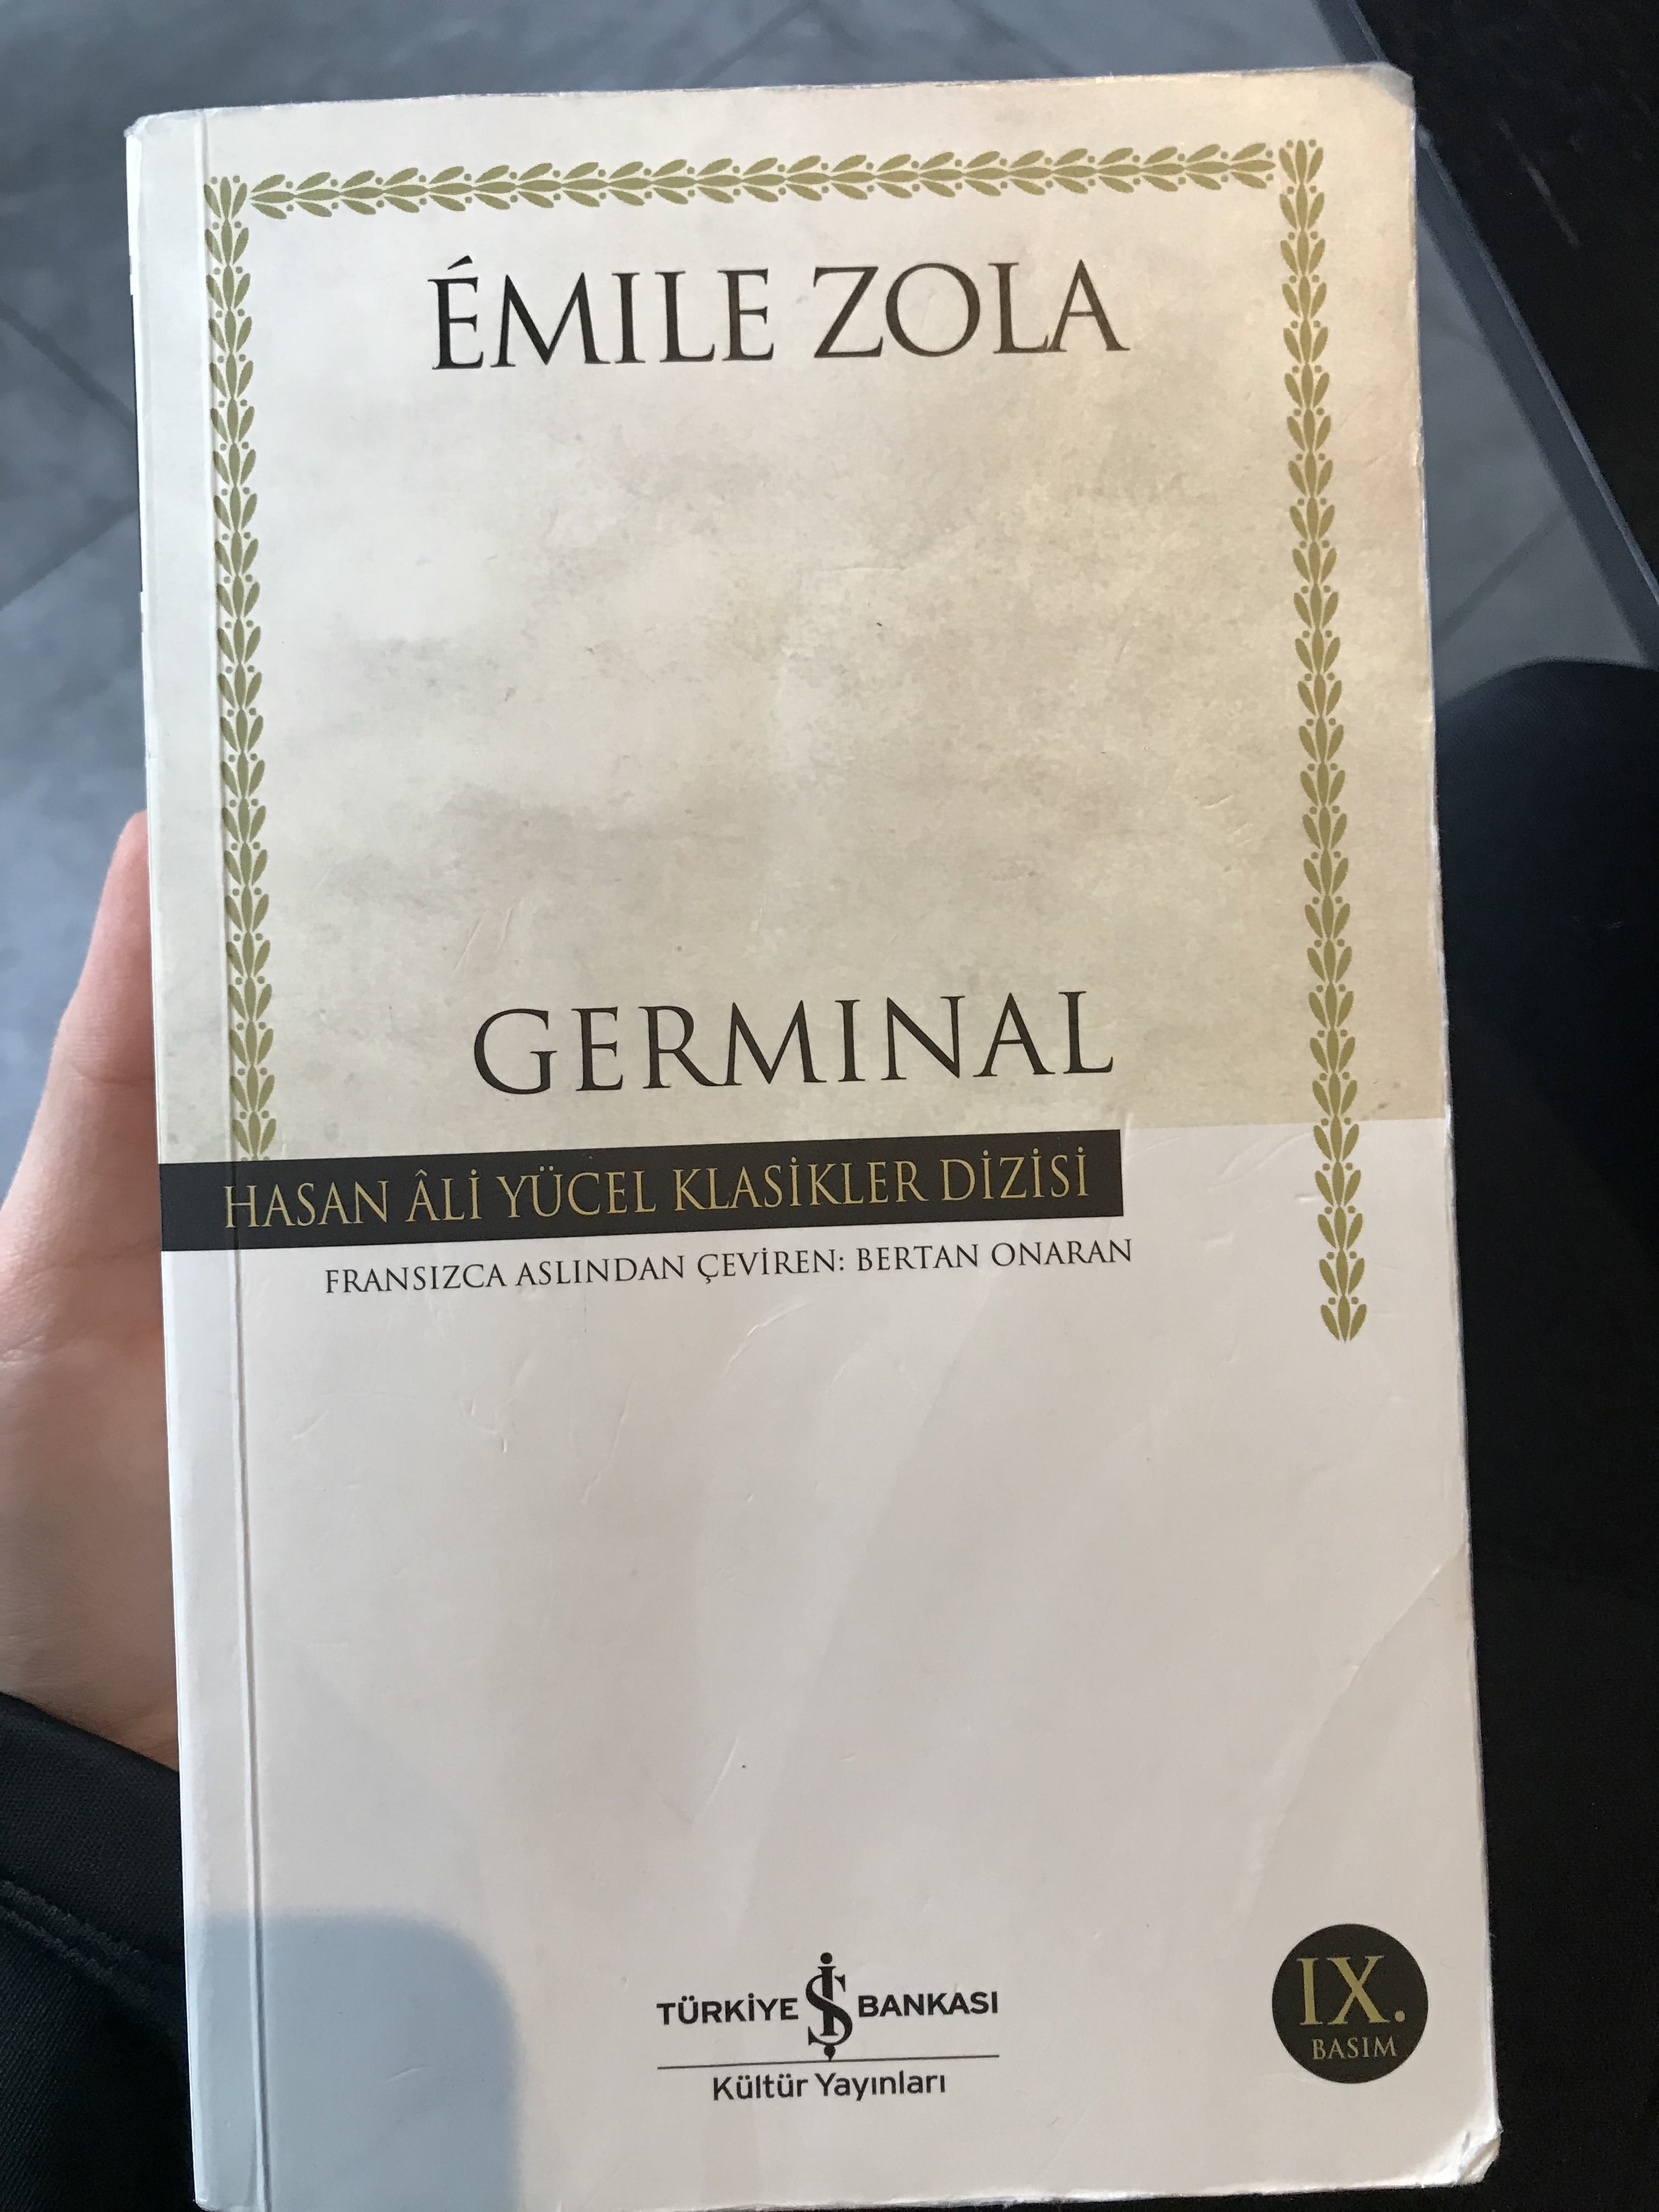 ÉMILE ZOLA
GERMINAL
HASAN ÂLİ YÜCEL KLASİKLER DİZİSİ
FRANSIZCA ASLINDAN ÇEVİREN: BERTAN ONARAN
TÜRKİYE İŞ BANKASI
Kültür Yayınları
IX.
BASIM